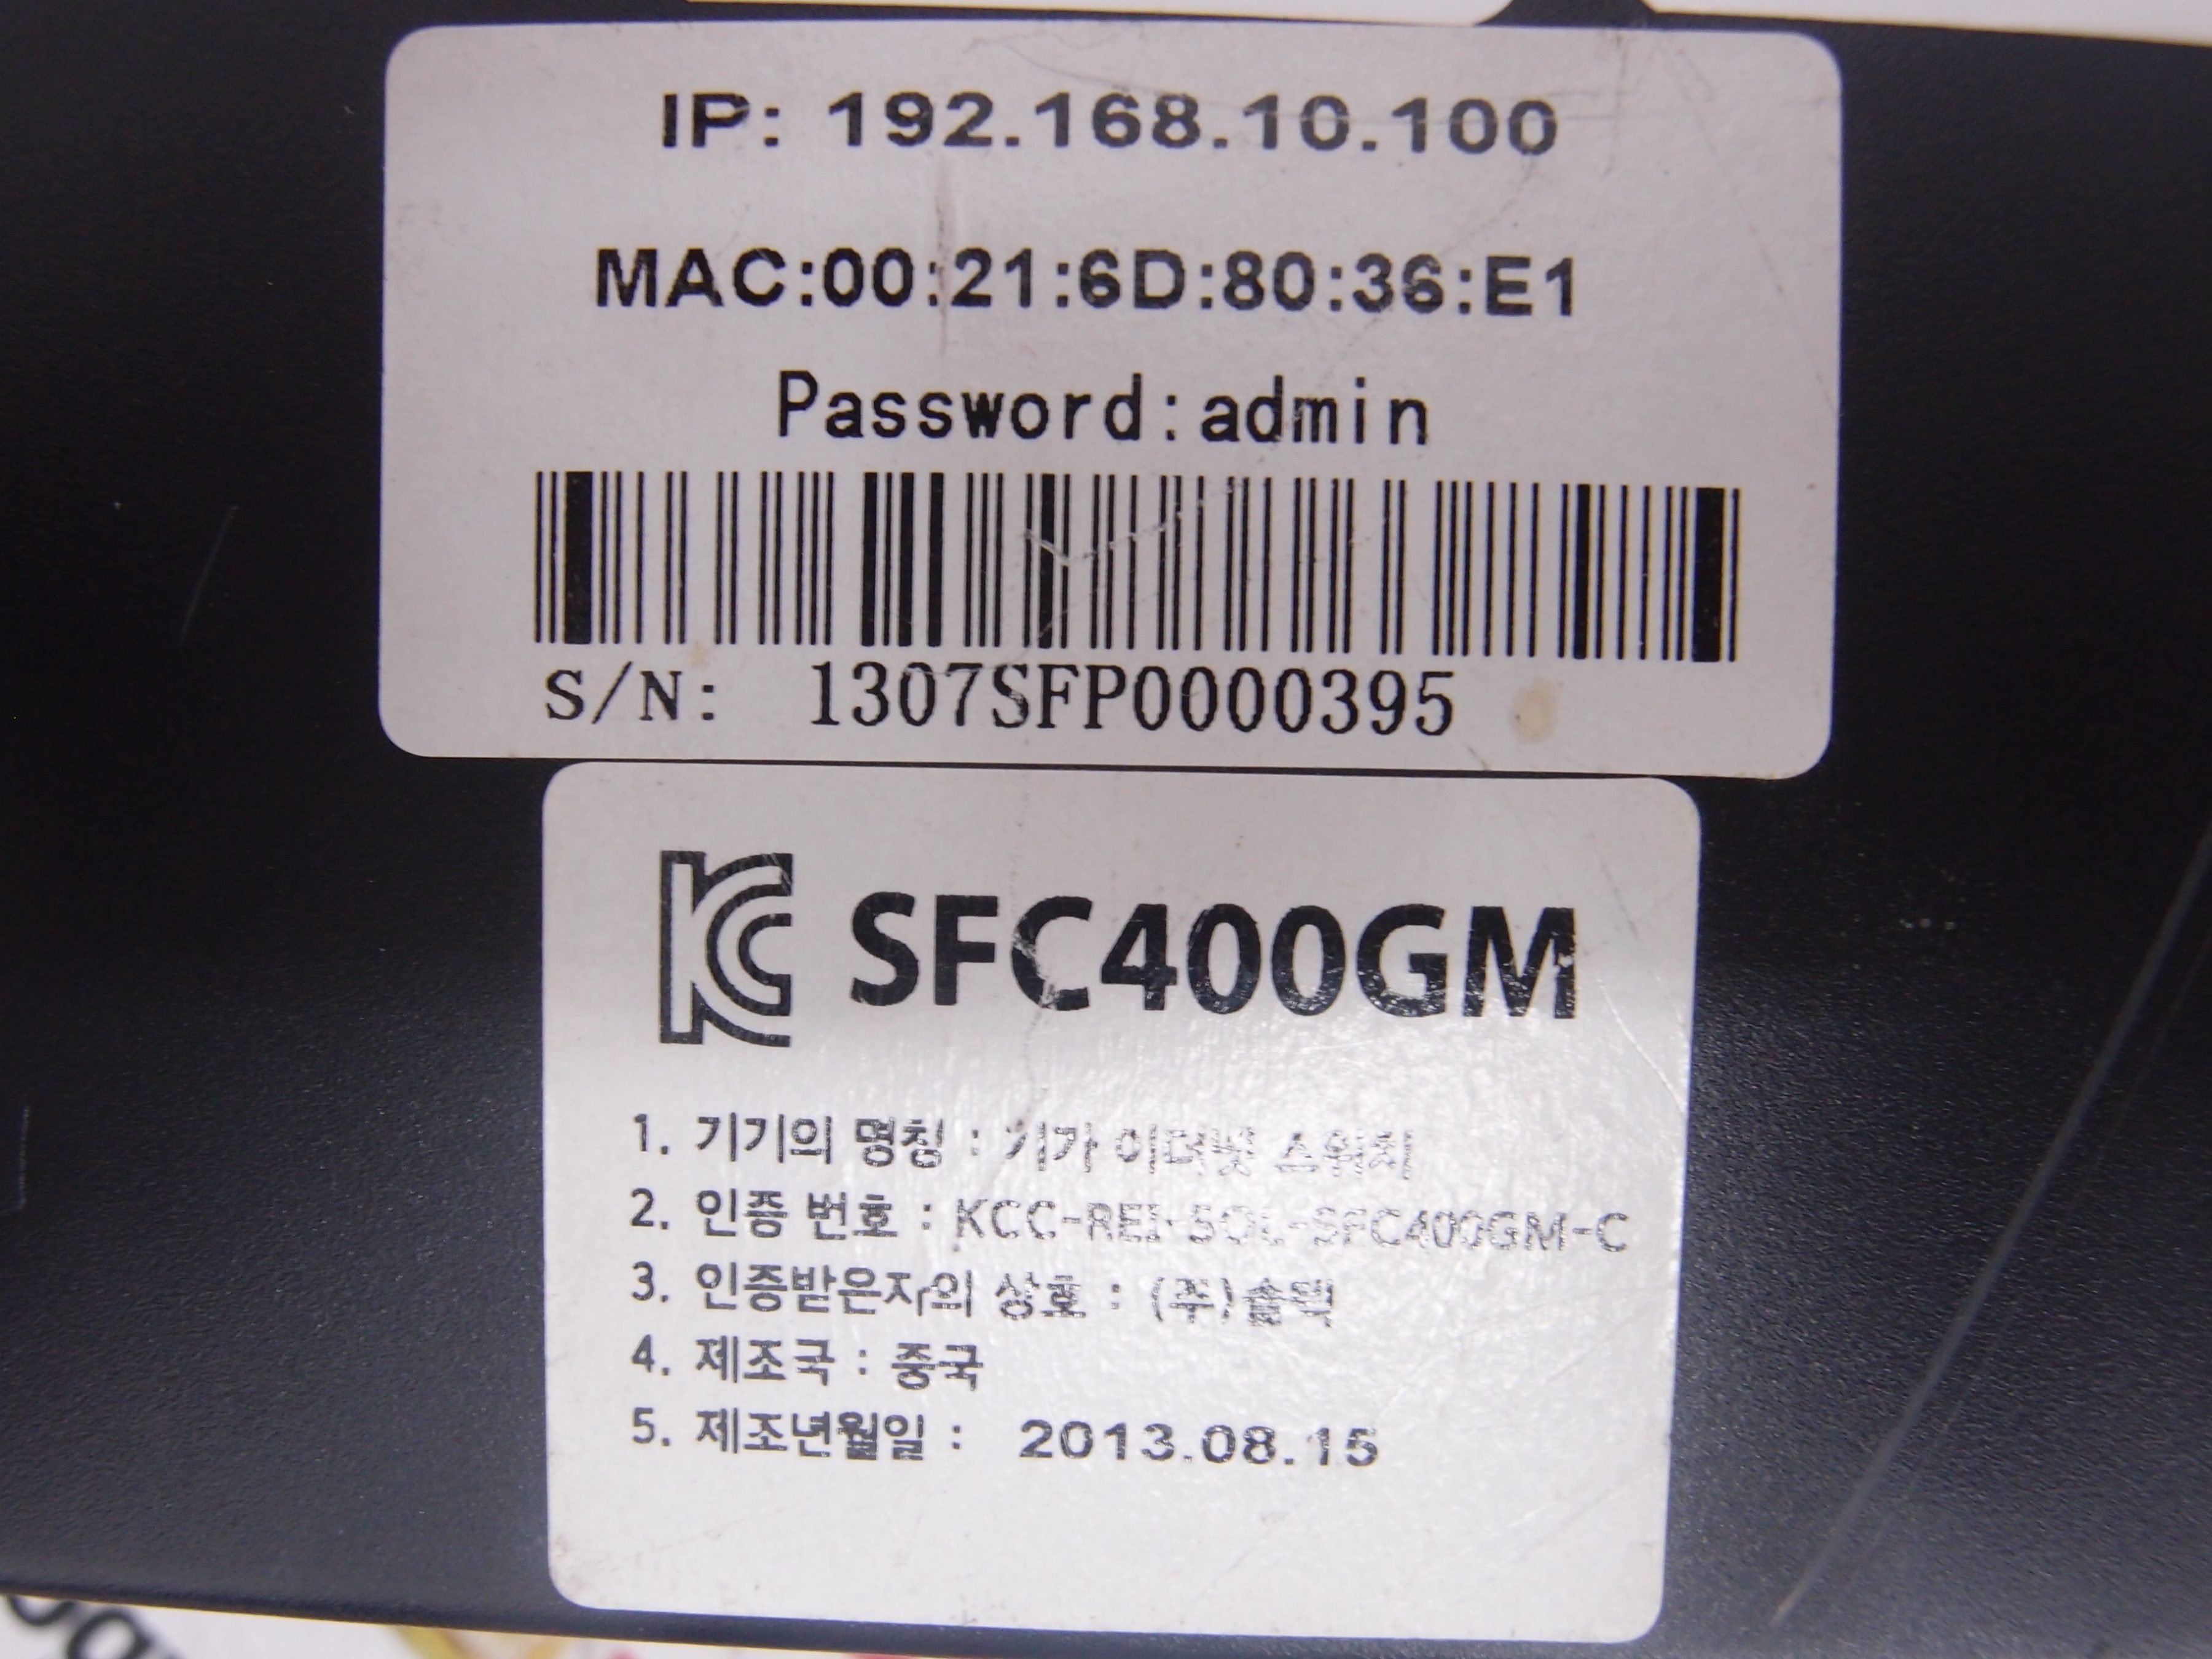 IP: 192.168.10.100
MAC:00:21:6D:80:36:E1
Password:admin
S/N: 1307SFP0000395
KC SFC400GM
1. 기기의 명칭 : 기가 이더넷 스위치
2. 인증 번호 : KCC-REI-SOL-SFC400GM-C
3. 인증받은자의 상호 : (주)솔텍
4. 제조국 : 중국
5. 제조년월일 : 2013.08.15